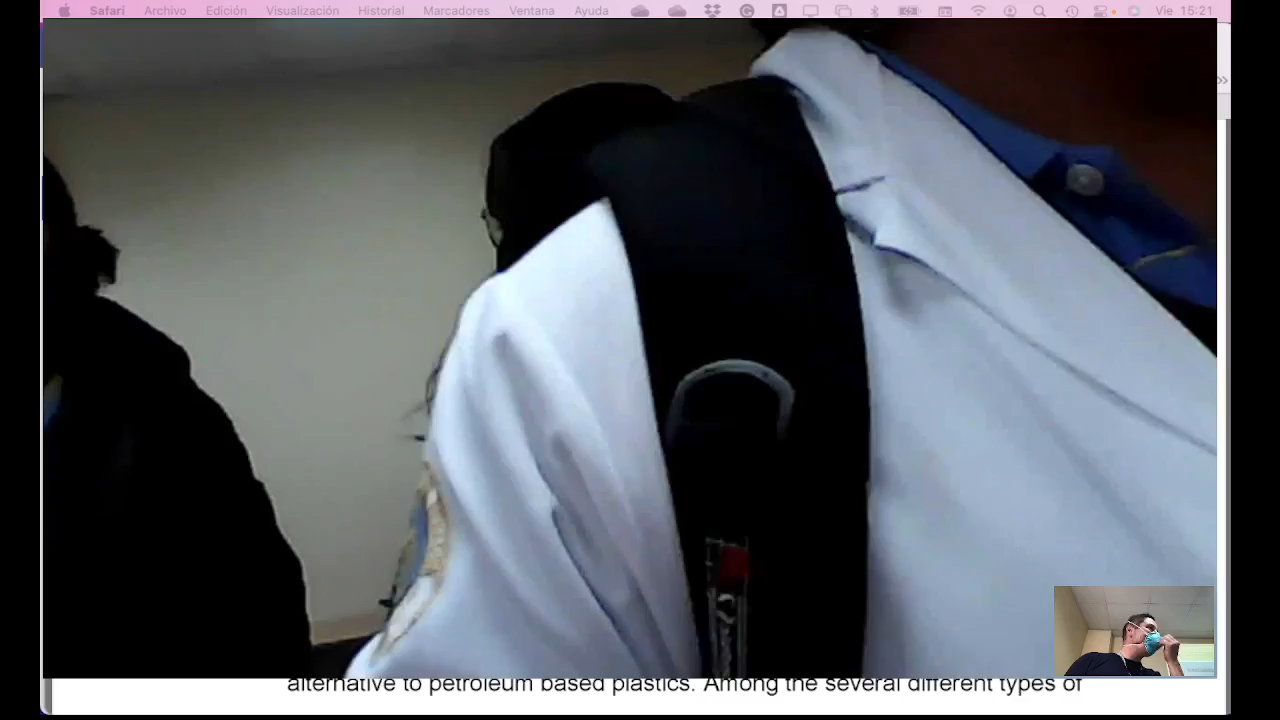 Safari Archivo Edición Visualización Historial Marcadores Ventana Ayuda Vie 15:21
alternative to petroleum based plastics. Among the several different types of